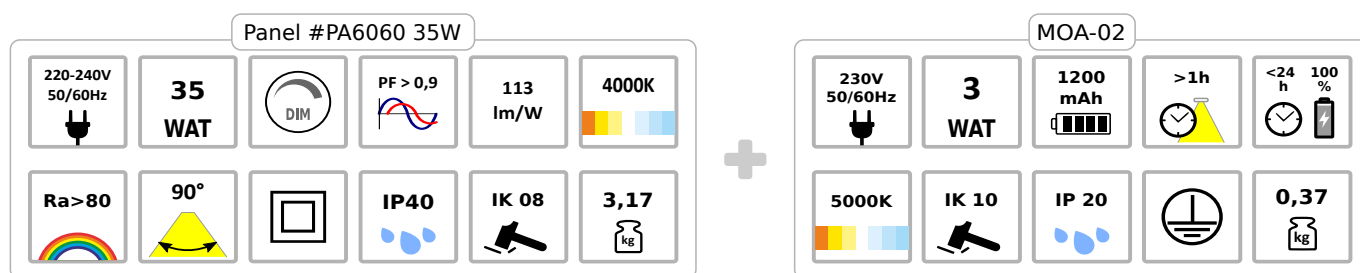 Panel #PA6060 35W
220-240V
50/60Hz
35
WAT
DIM
PF > 0,9
113
lm/W
4000K
Ra>80
90°
IP40
IK 08
3,17
kg
MOA-02
230V
50/60Hz
3
WAT
1200
mAh
>1h
<24
h
100
%
5000K
IK 10
IP 20
0,37
kg